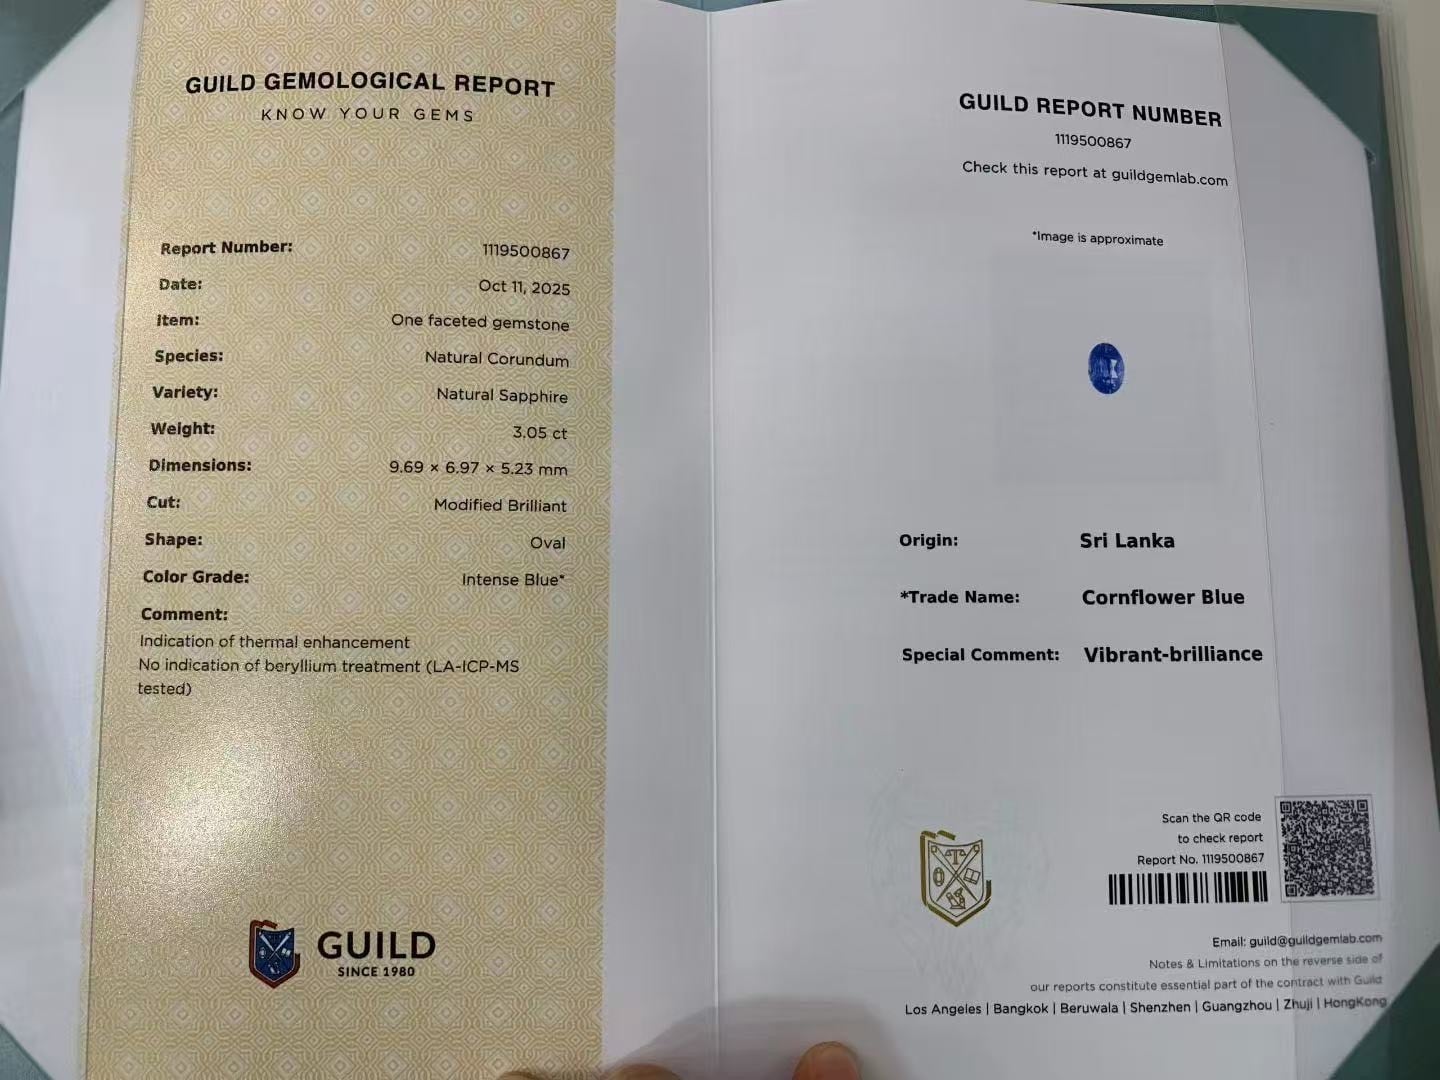 GUILD GEMOLOGICAL REPORT
KNOW YOUR GEMS
Report Number: 1119500867
Date: Oct 11, 2025
Item: One faceted gemstone
Species: Natural Corundum
Variety: Natural Sapphire
Weight: 3.05 ct
Dimensions: 9.69 × 6.97 × 5.23 mm
Cut: Modified Brilliant
Shape: Oval
Color Grade: Intense Blue*
Comment:
Indication of thermal enhancement
No indication of beryllium treatment (LA-ICP-MS
tested)
GUILD
SINCE 1980
GUILD REPORT NUMBER
1119500867
Check this report at guildgemlab.com
*Image is approximate
Origin: Sri Lanka
*Trade Name: Cornflower Blue
Special Comment: Vibrant-brilliance
Scan the QR code
to check report
Report No. 1119500867
Email: guild@guildgemlab.com
Notes & Limitations on the reverse side of
our reports constitute essential part of the contract with Guild
Los Angeles | Bangkok | Beruwala | Shenzhen | Guangzhou | Zhuji | HongKong